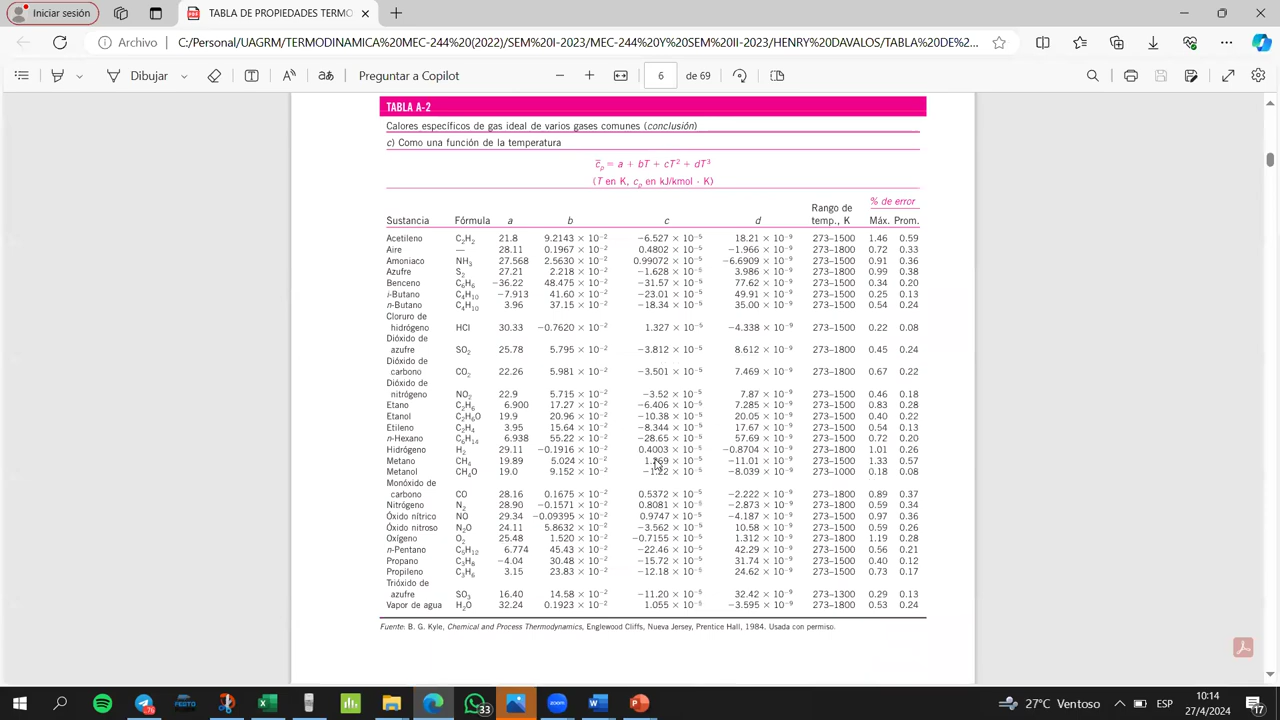 Iniciar sesión
TABLA DE PROPIEDADES TERMO
Archivo
C:/Personal/UAGRM/TERMODINAMICA%20MEC-244%20(2022)/SEM%20I-2023/MEC-244%20Y%20SEM%20II-2023/HENRY%20DAVALOS/TABLA%20DE%2...
Dibujar
Preguntar a Copilot
6 de 69
TABLA A-2
Calores específicos de gas ideal de varios gases comunes (conclusión)
c) Como una función de la temperatura
c̄p = a + bT + cT² + dT³
(T en K, cp en kJ/kmol · K)
% de error
Rango de
Sustancia Fórmula a b c d temp., K Máx. Prom.
Acetileno C₂H₂ 21.8 9.2143 × 10⁻² −6.527 × 10⁻⁵ 18.21 × 10⁻⁹ 273–1500 1.46 0.59
Aire — 28.11 0.1967 × 10⁻² 0.4802 × 10⁻⁵ −1.966 × 10⁻⁹ 273–1800 0.72 0.33
Amoniaco NH₃ 27.568 2.5630 × 10⁻² 0.99072 × 10⁻⁵ −6.6909 × 10⁻⁹ 273–1500 0.91 0.36
Azufre S₂ 27.21 2.218 × 10⁻² −1.628 × 10⁻⁵ 3.986 × 10⁻⁹ 273–1800 0.99 0.38
Benceno C₆H₆ −36.22 48.475 × 10⁻² −31.57 × 10⁻⁵ 77.62 × 10⁻⁹ 273–1500 0.34 0.20
i-Butano C₄H₁₀ −7.913 41.60 × 10⁻² −23.01 × 10⁻⁵ 49.91 × 10⁻⁹ 273–1500 0.25 0.13
n-Butano C₄H₁₀ 3.96 37.15 × 10⁻² −18.34 × 10⁻⁵ 35.00 × 10⁻⁹ 273–1500 0.54 0.24
Cloruro de
hidrógeno HCl 30.33 −0.7620 × 10⁻² 1.327 × 10⁻⁵ −4.338 × 10⁻⁹ 273–1500 0.22 0.08
Dióxido de
azufre SO₂ 25.78 5.795 × 10⁻² −3.812 × 10⁻⁵ 8.612 × 10⁻⁹ 273–1800 0.45 0.24
Dióxido de
carbono CO₂ 22.26 5.981 × 10⁻² −3.501 × 10⁻⁵ 7.469 × 10⁻⁹ 273–1800 0.67 0.22
Dióxido de
nitrógeno NO₂ 22.9 5.715 × 10⁻² −3.52 × 10⁻⁵ 7.87 × 10⁻⁹ 273–1500 0.46 0.18
Etano C₂H₆ 6.900 17.27 × 10⁻² −6.406 × 10⁻⁵ 7.285 × 10⁻⁹ 273–1500 0.83 0.28
Etanol C₂H₆O 19.9 20.96 × 10⁻² −10.38 × 10⁻⁵ 20.05 × 10⁻⁹ 273–1500 0.40 0.22
Etileno C₂H₄ 3.95 15.64 × 10⁻² −8.344 × 10⁻⁵ 17.67 × 10⁻⁹ 273–1500 0.54 0.13
n-Hexano C₆H₁₄ 6.938 55.22 × 10⁻² −28.65 × 10⁻⁵ 57.69 × 10⁻⁹ 273–1500 0.72 0.20
Hidrógeno H₂ 29.11 −0.1916 × 10⁻² 0.4003 × 10⁻⁵ −0.8704 × 10⁻⁹ 273–1800 1.01 0.26
Metano CH₄ 19.89 5.024 × 10⁻² 1.269 × 10⁻⁵ −11.01 × 10⁻⁹ 273–1500 1.33 0.57
Metanol CH₄O 19.0 9.152 × 10⁻² −1.22 × 10⁻⁵ −8.039 × 10⁻⁹ 273–1000 0.18 0.08
Monóxido de
carbono CO 28.16 0.1675 × 10⁻² 0.5372 × 10⁻⁵ −2.222 × 10⁻⁹ 273–1800 0.89 0.37
Nitrógeno N₂ 28.90 −0.1571 × 10⁻² 0.8081 × 10⁻⁵ −2.873 × 10⁻⁹ 273–1800 0.59 0.34
Óxido nítrico NO 29.34 −0.09395 × 10⁻² 0.9747 × 10⁻⁵ −4.187 × 10⁻⁹ 273–1500 0.97 0.36
Óxido nitroso N₂O 24.11 5.8632 × 10⁻² −3.562 × 10⁻⁵ 10.58 × 10⁻⁹ 273–1500 0.59 0.26
Oxígeno O₂ 25.48 1.520 × 10⁻² −0.7155 × 10⁻⁵ 1.312 × 10⁻⁹ 273–1800 1.19 0.28
n-Pentano C₅H₁₂ 6.774 45.43 × 10⁻² −22.46 × 10⁻⁵ 42.29 × 10⁻⁹ 273–1500 0.56 0.21
Propano C₃H₈ −4.04 30.48 × 10⁻² −15.72 × 10⁻⁵ 31.74 × 10⁻⁹ 273–1500 0.40 0.12
Propileno C₃H₆ 3.15 23.83 × 10⁻² −12.18 × 10⁻⁵ 24.62 × 10⁻⁹ 273–1500 0.73 0.17
Trióxido de
azufre SO₃ 16.40 14.58 × 10⁻² −11.20 × 10⁻⁵ 32.42 × 10⁻⁹ 273–1300 0.29 0.13
Vapor de agua H₂O 32.24 0.1923 × 10⁻² 1.055 × 10⁻⁵ −3.595 × 10⁻⁹ 273–1800 0.53 0.24
Fuente: B. G. Kyle, Chemical and Process Thermodynamics, Englewood Cliffs, Nueva Jersey, Prentice Hall, 1984. Usada con permiso.
FESTO
zoom
33
27°C Ventoso
ESP
10:14
27/4/2024
17